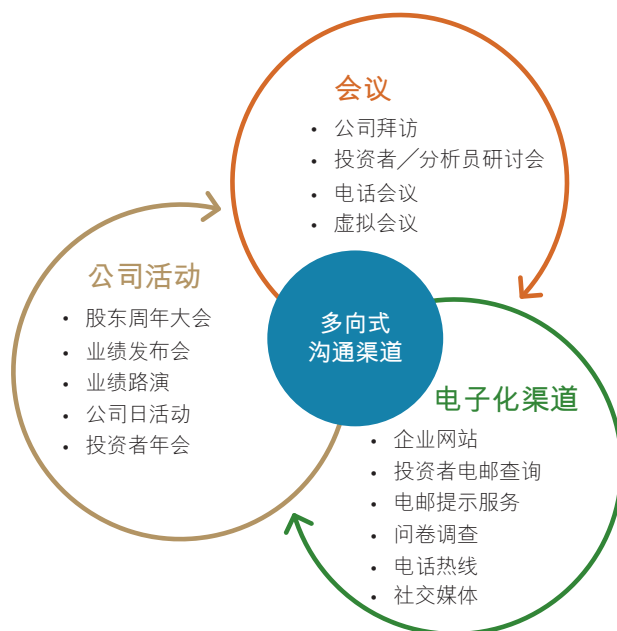 会议
• 公司拜访
• 投资者／分析员研讨会
• 电话会议
• 虚拟会议
公司活动
• 股东周年大会
• 业绩发布会
• 业绩路演
• 公司日活动
• 投资者年会
多向式
沟通渠道
电子化渠道
• 企业网站
• 投资者电邮查询
• 电邮提示服务
• 问卷调查
• 电话热线
• 社交媒体